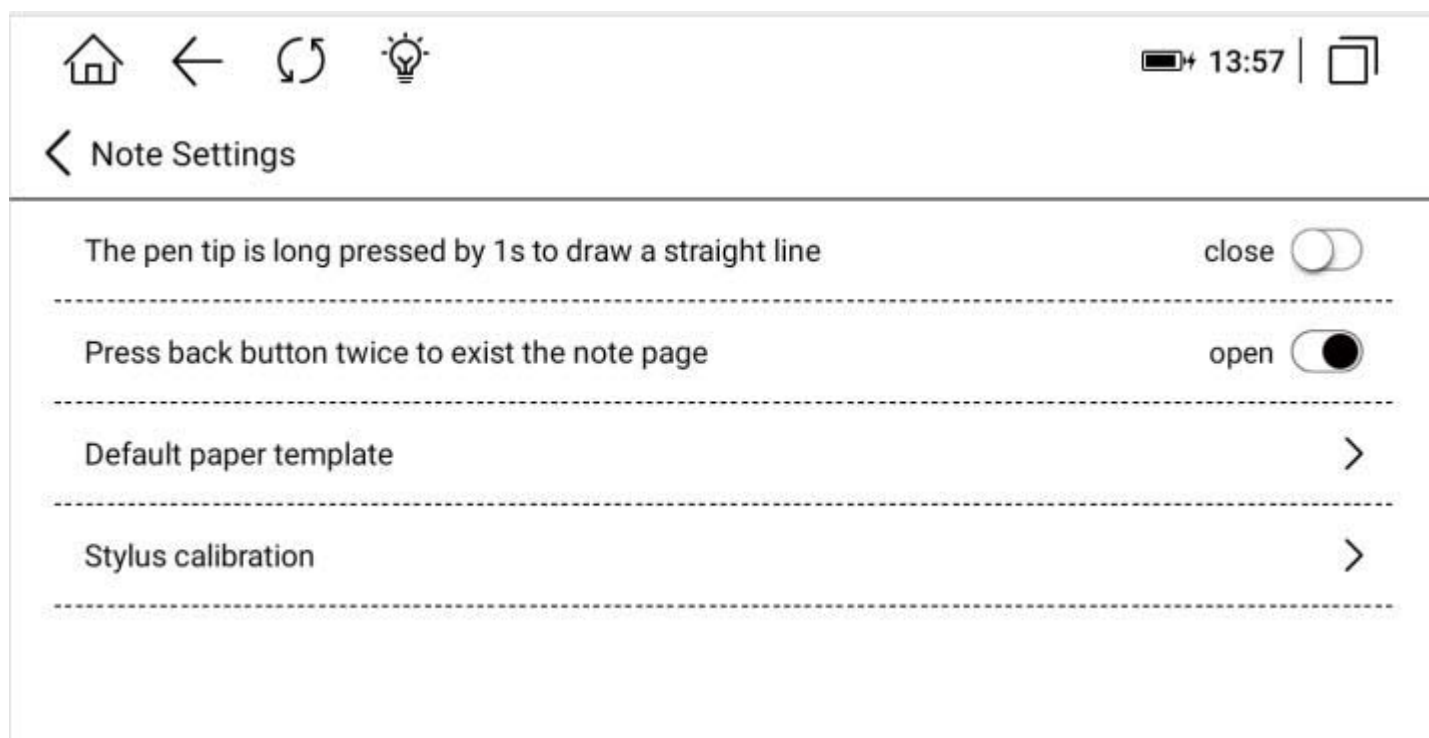 13:57
Note Settings
The pen tip is long pressed by 1s to draw a straight line close
Press back button twice to exist the note page open
Default paper template
Stylus calibration